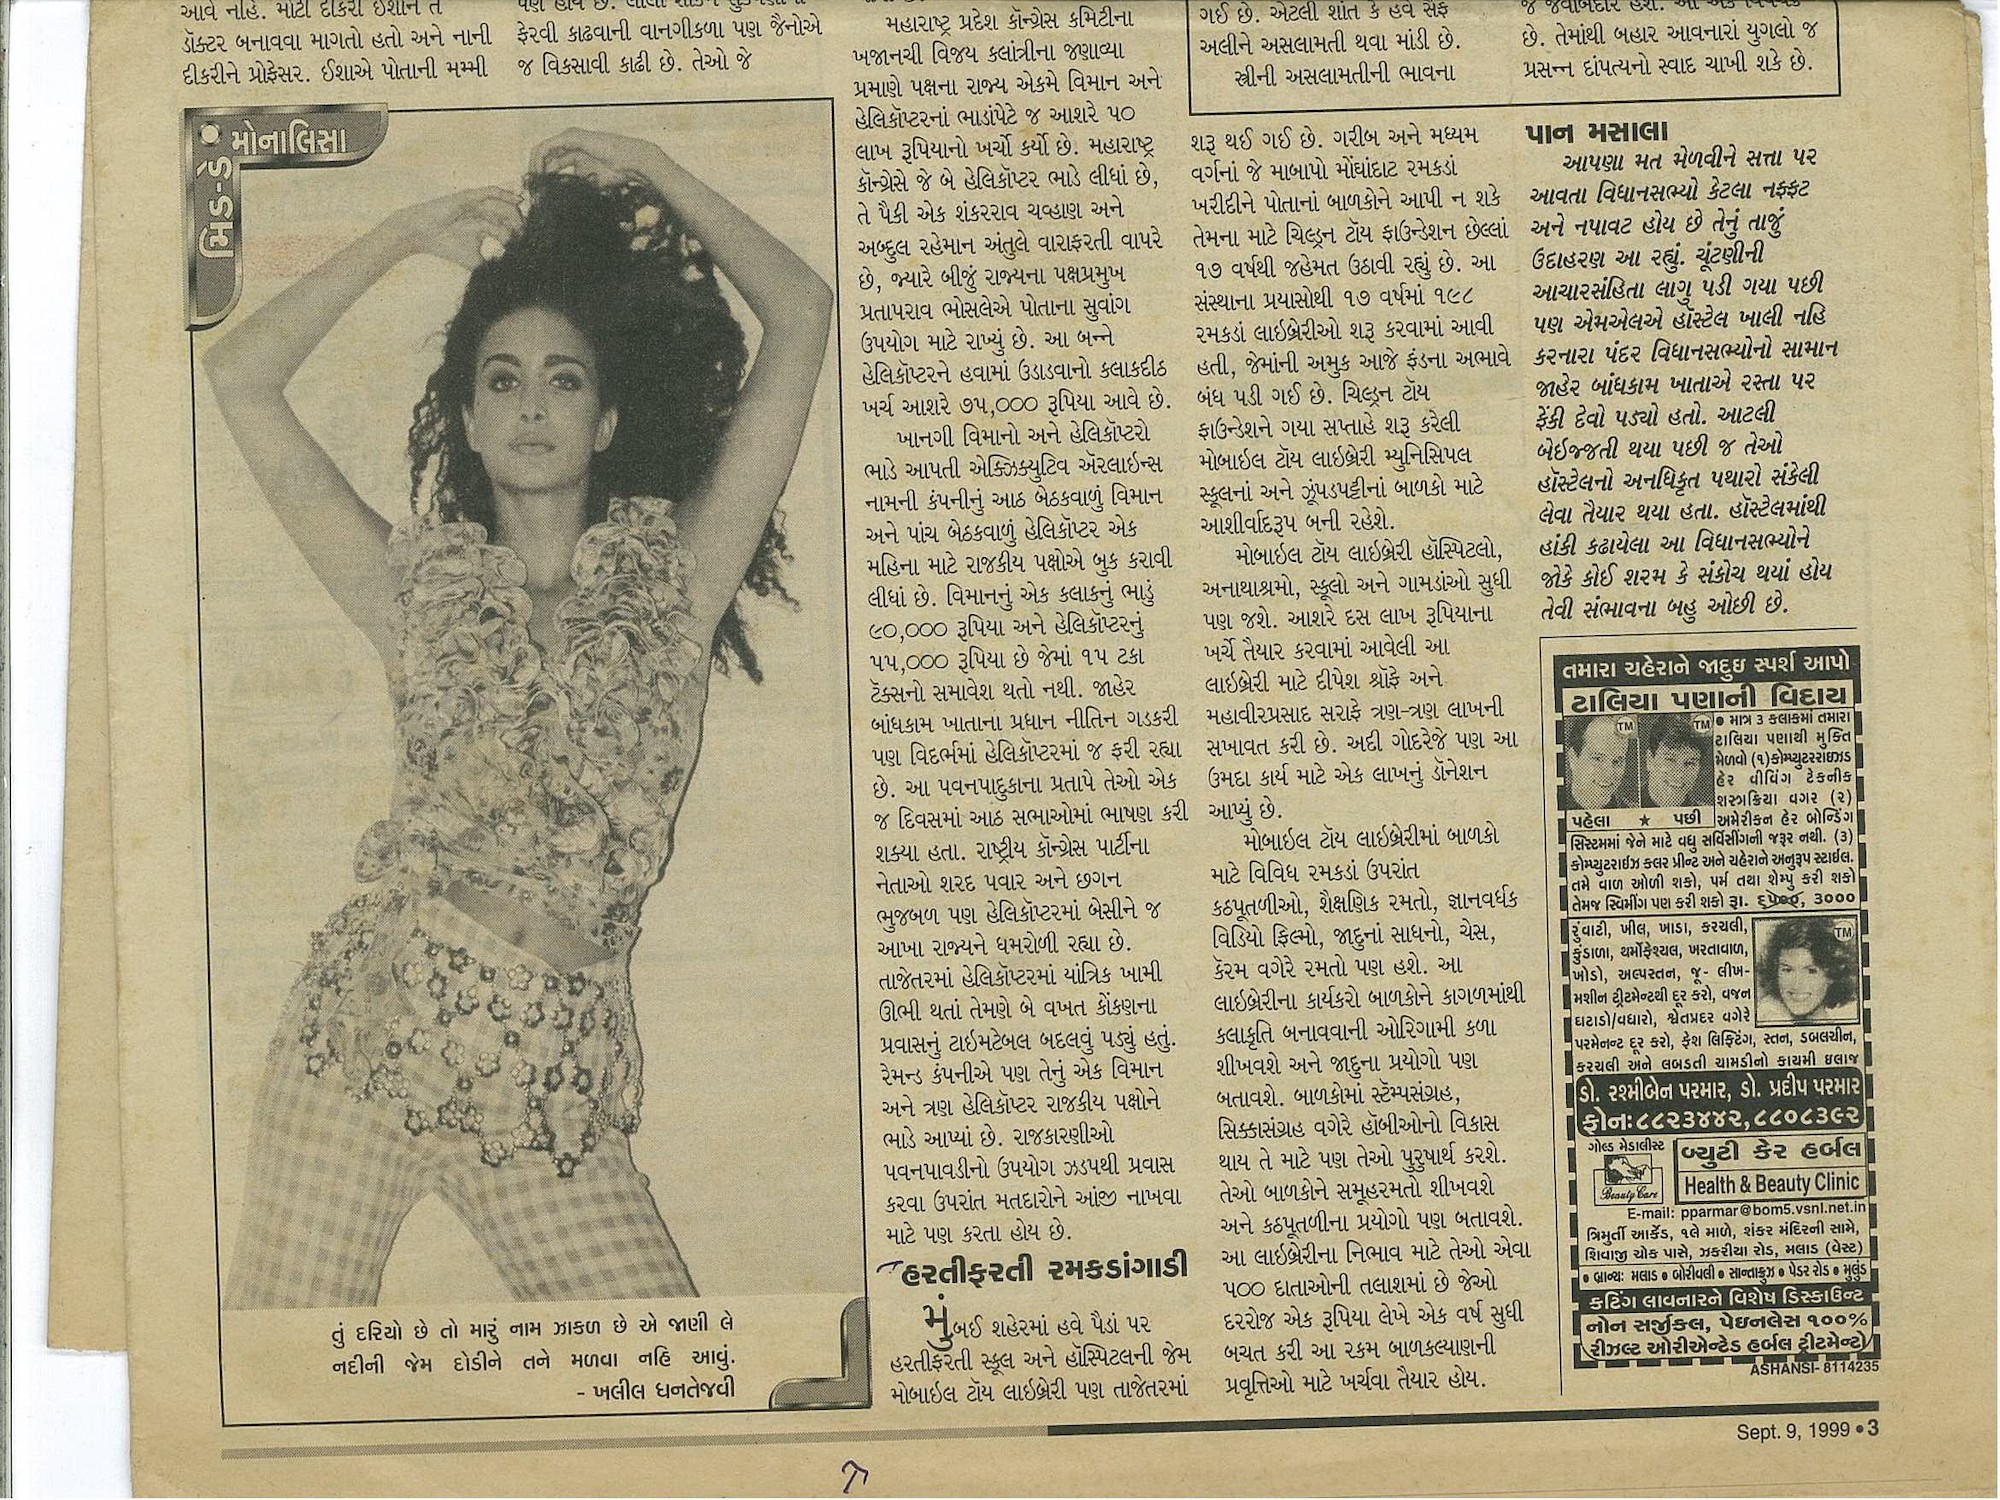 આવે નહિ. મોટી દીકરી ઈશાને તે
ડૉક્ટર બનાવવા માગતો હતો અને નાની
દીકરીને પ્રોફેસર. ઈશાએ પોતાની મમ્મી
ફેરવી કાઢવાની વાનગીકળા પણ જૈનોએ
જ વિકસાવી કાઢી છે. તેઓ જે
મિડ-ડે
મોનાલિસા
તું દરિયો છે તો મારું નામ ઝાકળ છે એ જાણી લે
નદીની જેમ દોડીને તને મળવા નહિ આવું.
- ખલીલ ધનતેજવી
મહારાષ્ટ્ર પ્રદેશ કૉન્ગ્રેસ કમિટીના
ખજાનચી વિજય કલાંત્રીના જણાવ્યા
પ્રમાણે પક્ષના રાજ્ય એકમે વિમાન અને
હેલિકૉપ્ટરનાં ભાડાંપેટે જ આશરે ૫૦
લાખ રૂપિયાનો ખર્ચો કર્યો છે. મહારાષ્ટ્ર
કૉન્ગ્રેસે જે બે હેલિકૉપ્ટર ભાડે લીધાં છે,
તે પૈકી એક શંકરરાવ ચવ્હાણ અને
અબ્દુલ રહેમાન અંતુલે વારાફરતી વાપરે
છે, જ્યારે બીજું રાજ્યના પક્ષપ્રમુખ
પ્રતાપરાવ ભોસલેએ પોતાના સુવાંગ
ઉપયોગ માટે રાખ્યું છે. આ બન્ને
હેલિકૉપ્ટરને હવામાં ઉડાડવાનો કલાકદીઠ
ખર્ચ આશરે ૭૫,૦૦૦ રૂપિયા આવે છે.
ખાનગી વિમાનો અને હેલિકૉપ્ટરો
ભાડે આપતી એક્ઝિક્યુટિવ ઍરલાઇન્સ
નામની કંપનીનું આઠ બેઠકવાળું વિમાન
અને પાંચ બેઠકવાળું હેલિકૉપ્ટર એક
મહિના માટે રાજકીય પક્ષોએ બુક કરાવી
લીધાં છે. વિમાનનું એક કલાકનું ભાડું
૯૦,૦૦૦ રૂપિયા અને હેલિકૉપ્ટરનું
૫૫,૦૦૦ રૂપિયા છે જેમાં ૧૫ ટકા
ટૅક્સનો સમાવેશ થતો નથી. જાહેર
બાંધકામ ખાતાના પ્રધાન નીતિન ગડકરી
પણ વિદર્ભમાં હેલિકૉપ્ટરમાં જ ફરી રહ્યા
છે. આ પવનપાદુકાના પ્રતાપે તેઓ એક
જ દિવસમાં આઠ સભાઓમાં ભાષણ કરી
શક્યા હતા. રાષ્ટ્રીય કૉન્ગ્રેસ પાર્ટીના
નેતાઓ શરદ પવાર અને છગન
ભુજબળ પણ હેલિકૉપ્ટરમાં બેસીને જ
આખા રાજ્યને ધમરોળી રહ્યા છે.
તાજેતરમાં હેલિકૉપ્ટરમાં યાંત્રિક ખામી
ઊભી થતાં તેમણે બે વખત કોંકણના
પ્રવાસનું ટાઇમટેબલ બદલવું પડ્યું હતું.
રેમન્ડ કંપનીએ પણ તેનું એક વિમાન
અને ત્રણ હેલિકૉપ્ટર રાજકીય પક્ષોને
ભાડે આપ્યાં છે. રાજકારણીઓ
પવનપાવડીનો ઉપયોગ ઝડપથી પ્રવાસ
કરવા ઉપરાંત મતદારોને આંજી નાખવા
માટે પણ કરતા હોય છે.
હરતીફરતી રમકડાંગાડી
મુંબઈ શહેરમાં હવે પૈડાં પર
હરતીફરતી સ્કૂલ અને હૉસ્પિટલની જેમ
મોબાઇલ ટૉય લાઇબ્રેરી પણ તાજેતરમાં
ગઈ છે. એટલી શાંત કે હવે સૈફ
અલીને અસલામતી થવા માંડી છે.
સ્ત્રીની અસલામતીની ભાવના
છે. તેમાંથી બહાર આવનારાં યુગલો જ
પ્રસન્ન દાંપત્યનો સ્વાદ ચાખી શકે છે.
શરૂ થઈ ગઈ છે. ગરીબ અને મધ્યમ
વર્ગનાં જે માબાપો મોંઘાંદાટ રમકડાં
ખરીદીને પોતાનાં બાળકોને આપી ન શકે
તેમના માટે ચિલ્ડ્રન ટૉય ફાઉન્ડેશન છેલ્લાં
૧૭ વર્ષથી જહેમત ઉઠાવી રહ્યું છે. આ
સંસ્થાના પ્રયાસોથી ૧૭ વર્ષમાં ૧૯૮
રમકડાં લાઇબ્રેરીઓ શરૂ કરવામાં આવી
હતી, જેમાંની અમુક આજે ફંડના અભાવે
બંધ પડી ગઈ છે. ચિલ્ડ્રન ટૉય
ફાઉન્ડેશને ગયા સપ્તાહે શરૂ કરેલી
મોબાઇલ ટૉય લાઇબ્રેરી મ્યુનિસિપલ
સ્કૂલનાં અને ઝૂંપડપટ્ટીનાં બાળકો માટે
આશીર્વાદરૂપ બની રહેશે.
મોબાઇલ ટૉય લાઇબ્રેરી હૉસ્પિટલો,
અનાથાશ્રમો, સ્કૂલો અને ગામડાંઓ સુધી
પણ જશે. આશરે દસ લાખ રૂપિયાના
ખર્ચે તૈયાર કરવામાં આવેલી આ
લાઇબ્રેરી માટે દીપેશ શ્રૉફે અને
મહાવીરપ્રસાદ સરાફે ત્રણ-ત્રણ લાખની
સખાવત કરી છે. અદી ગોદરેજે પણ આ
ઉમદા કાર્ય માટે એક લાખનું ડૉનેશન
આપ્યું છે.
મોબાઇલ ટૉય લાઇબ્રેરીમાં બાળકો
માટે વિવિધ રમકડાં ઉપરાંત
કઠપૂતળીઓ, શૈક્ષણિક રમતો, જ્ઞાનવર્ધક
વિડિયો ફિલ્મો, જાદુનાં સાધનો, ચેસ,
કૅરમ વગેરે રમતો પણ હશે. આ
લાઇબ્રેરીના કાર્યકરો બાળકોને કાગળમાંથી
કલાકૃતિ બનાવવાની ઓરિગામી કળા
શીખવશે અને જાદુના પ્રયોગો પણ
બતાવશે. બાળકોમાં સ્ટૅમ્પસંગ્રહ,
સિક્કાસંગ્રહ વગેરે હૉબીઓનો વિકાસ
થાય તે માટે પણ તેઓ પુરુષાર્થ કરશે.
તેઓ બાળકોને સમૂહરમતો શીખવશે
અને કઠપૂતળીના પ્રયોગો પણ બતાવશે.
આ લાઇબ્રેરીના નિભાવ માટે તેઓ એવા
૫૦૦ દાતાઓની તલાશમાં છે જેઓ
દરરોજ એક રૂપિયા લેખે એક વર્ષ સુધી
બચત કરી આ રકમ બાળકલ્યાણની
પ્રવૃત્તિઓ માટે ખર્ચવા તૈયાર હોય.
પાન મસાલા
આપણા મત મેળવીને સત્તા પર
આવતા વિધાનસભ્યો કેટલા નફ્ફટ
અને નપાવટ હોય છે તેનું તાજું
ઉદાહરણ આ રહ્યું. ચૂંટણીની
આચારસંહિતા લાગુ પડી ગયા પછી
પણ એમએલએ હૉસ્ટેલ ખાલી નહિ
કરનારા પંદર વિધાનસભ્યોનો સામાન
જાહેર બાંધકામ ખાતાએ રસ્તા પર
ફેંકી દેવો પડ્યો હતો. આટલી
બેઇજ્જતી થયા પછી જ તેઓ
હૉસ્ટેલનો અનધિકૃત પથારો સંકેલી
લેવા તૈયાર થયા હતા. હૉસ્ટેલમાંથી
હાંકી કઢાયેલા આ વિધાનસભ્યોને
જોકે કોઈ શરમ કે સંકોચ થયાં હોય
તેવી સંભાવના બહુ ઓછી છે.
તમારા ચહેરાને જાદુઇ સ્પર્શ આપો
ટાલિયા પણાની વિદાય
TM
TM
પહેલા ★ પછી
• માત્ર ૩ કલાકમાં તમારા
ટાલિયા પણાથી મુક્તિ
મેળવો (૧)કોમ્પ્યુટરરાઇઝ્ડ
હેર વીવિંગ ટેકનીક
શસ્ત્રક્રિયા વગર (૨)
અમેરીકન હેર બોન્ડિંગ
સિસ્ટમમાં જેને માટે વધુ સર્વિસીંગની જરૂર નથી. (૩)
કોમ્પ્યુટરાઈઝ કલર પ્રીન્ટ અને ચહેરાને અનુરૂપ સ્ટાઈલ.
તમે વાળ ઓળી શકો, પર્મ તથા શેમ્પુ કરી શકો
તેમજ સ્વિમીંગ પણ કરી શકો રૂા. ૬૫૦૦, ૩૦૦૦
રુંવાટી, ખીલ, ખાડા, કરચલી,
કુંડાળા, થર્મોફેશ્યલ, ખરતાવાળ,
ખોડો, અલ્પસ્તન, જૂ- લીખ-
મશીન ટ્રીટમેન્ટથી દૂર કરો, વજન
ઘટાડો/વધારો, શ્વેતપ્રદર વગેરે
TM
પરમેનન્ટ દૂર કરો, ફેશ લિફ્ટિંગ, સ્તન, ડબલચીન,
કરચલી અને લબડતી ચામડીનો કાયમી ઇલાજ
ડો. રશ્મીબેન પરમાર, ડો. પ્રદીપ પરમાર
ફોન:૮૮૨૩૪૪૨,૮૮૦૮૩૯૨
ગોલ્ડ મેડાલીસ્ટ
Beauty Care
બ્યુટી કેર હર્બલ
Health & Beauty Clinic
E-mail: pparmar@bom5.vsnl.net.in
ત્રિમુર્તી આર્કેડ, ૧લે માળે, શંકર મંદિરની સામે,
શિવાજી ચોક પાસે, ઝકરીયા રોડ, મલાડ (વેસ્ટ)
• બ્રાન્ચ: મલાડ • બોરીવલી • સાન્તાક્રુઝ • પેડર રોડ • મુલુંડ
કટિંગ લાવનારને વિશેષ ડિસ્કાઉન્ટ
નોન સર્જીકલ, પેઇનલેસ ૧૦૦%
રીઝલ્ટ ઓરીએન્ટેડ હર્બલ ટ્રીટમેન્ટો
ASHANSI- 8114235
Sept. 9, 1999 • 3